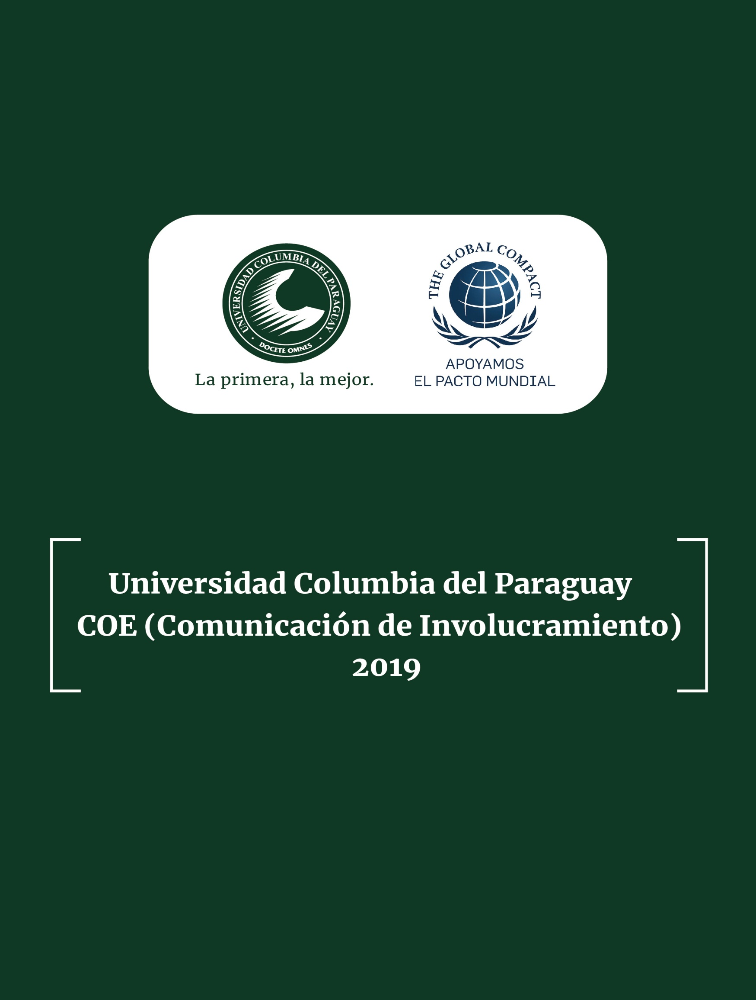 UNIVERSIDAD COLUMBIA DEL PARAGUAY
DOCETE OMNES
La primera, la mejor.
THE GLOBAL COMPACT
APOYAMOS
EL PACTO MUNDIAL
Universidad Columbia del Paraguay
COE (Comunicación de Involucramiento)
2019